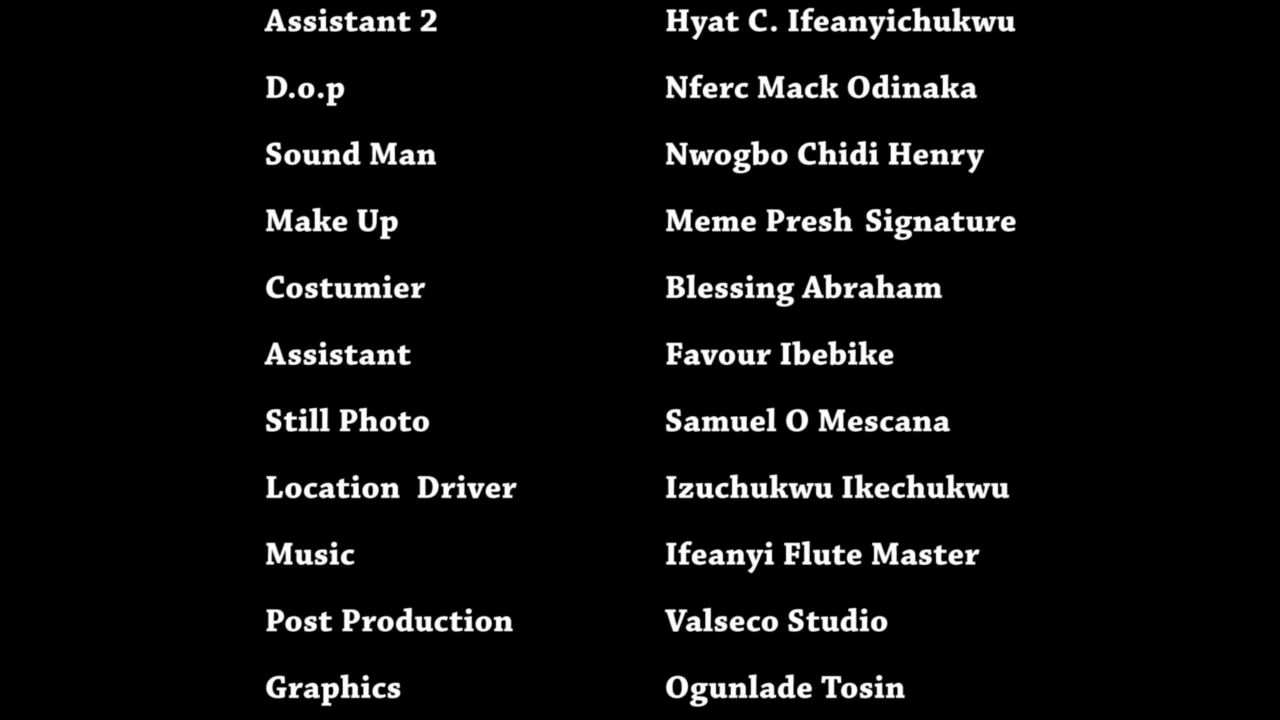 Assistant 2 Hyat C. Ifeanyichukwu
D.o.p Nferc Mack Odinaka
Sound Man Nwogbo Chidi Henry
Make Up Meme Presh Signature
Costumier Blessing Abraham
Assistant Favour Ibebike
Still Photo Samuel O Mescana
Location Driver Izuchukwu Ikechukwu
Music Ifeanyi Flute Master
Post Production Valseco Studio
Graphics Ogunlade Tosin